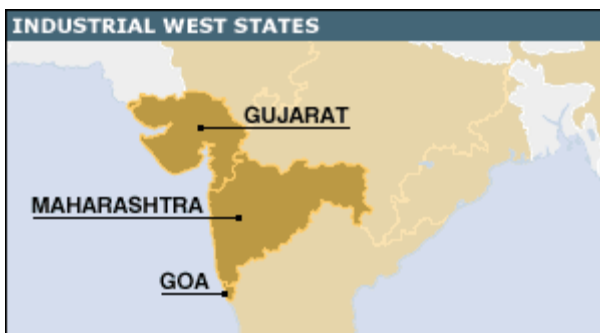 INDUSTRIAL WEST STATES
GUJARAT
MAHARASHTRA
GOA